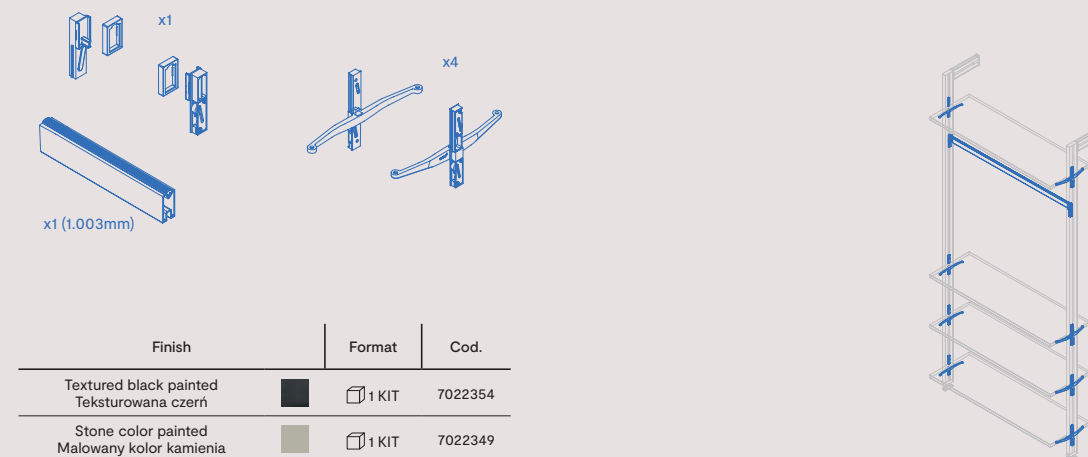 x1
x4
x1 (1.003mm)
Finish Format Cod.
Textured black painted
Teksturowana czerń
1 KIT 7022354
Stone color painted
Malowany kolor kamienia
1 KIT 7022349